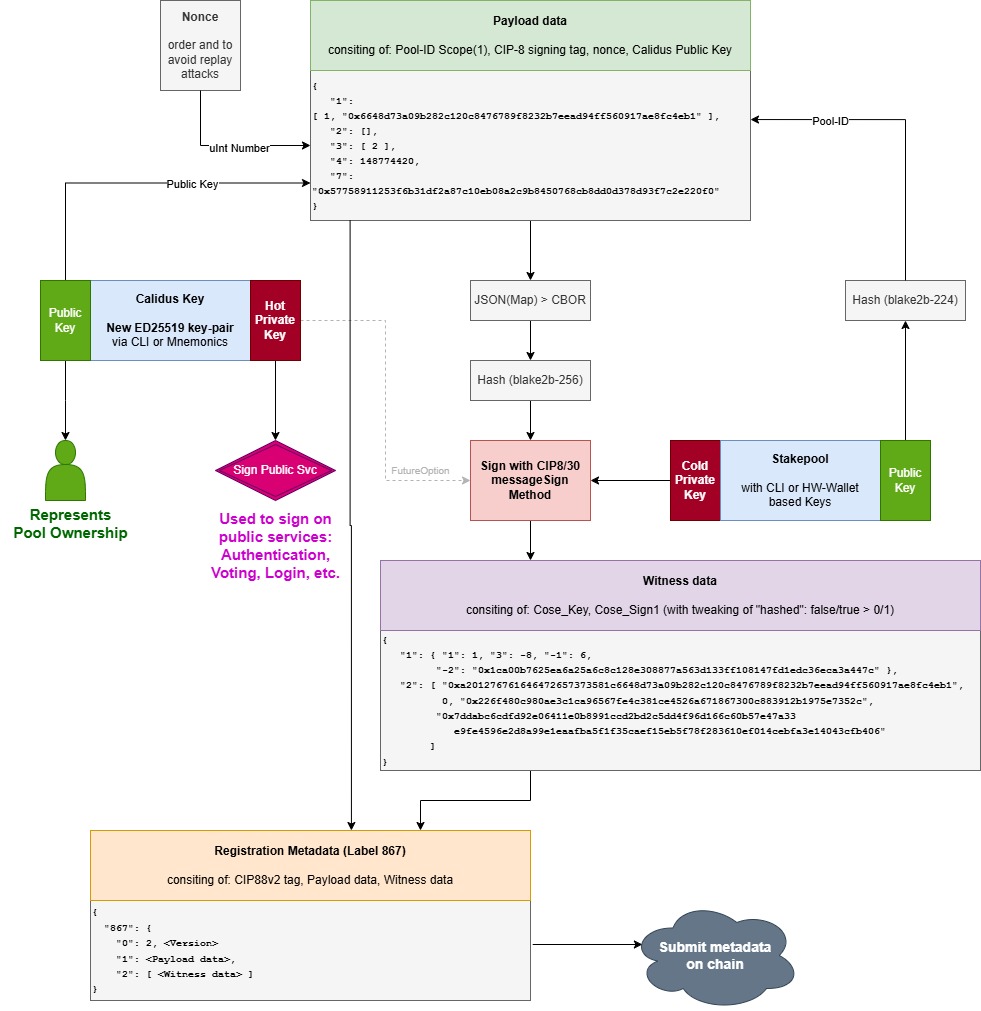 Nonce
order and to
avoid replay
attacks
Payload data
consiting of: Pool-ID Scope(1), CIP-8 signing tag, nonce, Calidus Public Key
{
"1":
[ 1, "0x6648d73a09b282c120c8476789f8232b7eead94ff560917ae8fc4eb1" ],
"2": [],
"3": [ 2 ],
"4": 148774420,
"7":
"0x57758911253f6b31df2a87c10eb08a2c9b8450768cb8dd0d378d93f7c2e220f0"
}
uInt Number
Public Key
Pool-ID
Public
Key
Calidus Key
New ED25519 key-pair
via CLI or Mnemonics
Hot
Private
Key
JSON(Map) > CBOR
Hash (blake2b-224)
Hash (blake2b-256)
Represents
Pool Ownership
Sign Public Svc
Used to sign on
public services:
Authentication,
Voting, Login, etc.
FutureOption
Sign with CIP8/30
messageSign
Method
Cold
Private
Key
Stakepool
with CLI or HW-Wallet
based Keys
Public
Key
Witness data
consiting of: Cose_Key, Cose_Sign1 (with tweaking of "hashed": false/true > 0/1)
{
"1": { "1": 1, "3": -8, "-1": 6,
"-2": "0x1ca00b7625ea6a25a6c8c128e308877a563d133ff108147fd1edc36eca3a447c" },
"2": [ "0xa201276761646472657373581c6648d73a09b282c120c8476789f8232b7eead94ff560917ae8fc4eb1",
0, "0x226f480c980ae3c1ca96567fe4c381ce4526a671867300c883912b1975e7352c",
"0x7ddabc6cdfd92e06411e0b8991ccd2bd2c5dd4f96d166c60b57e47a33
e9fe4596e2d8a99e1eaafba5f1f35caef15eb5f78f283610ef014cebfa3e14043cfb406"
]
}
Registration Metadata (Label 867)
consiting of: CIP88v2 tag, Payload data, Witness data
{
"867": {
"0": 2, <Version>
"1": <Payload data>,
"2": [ <Witness data> ]
}
Submit metadata
on chain